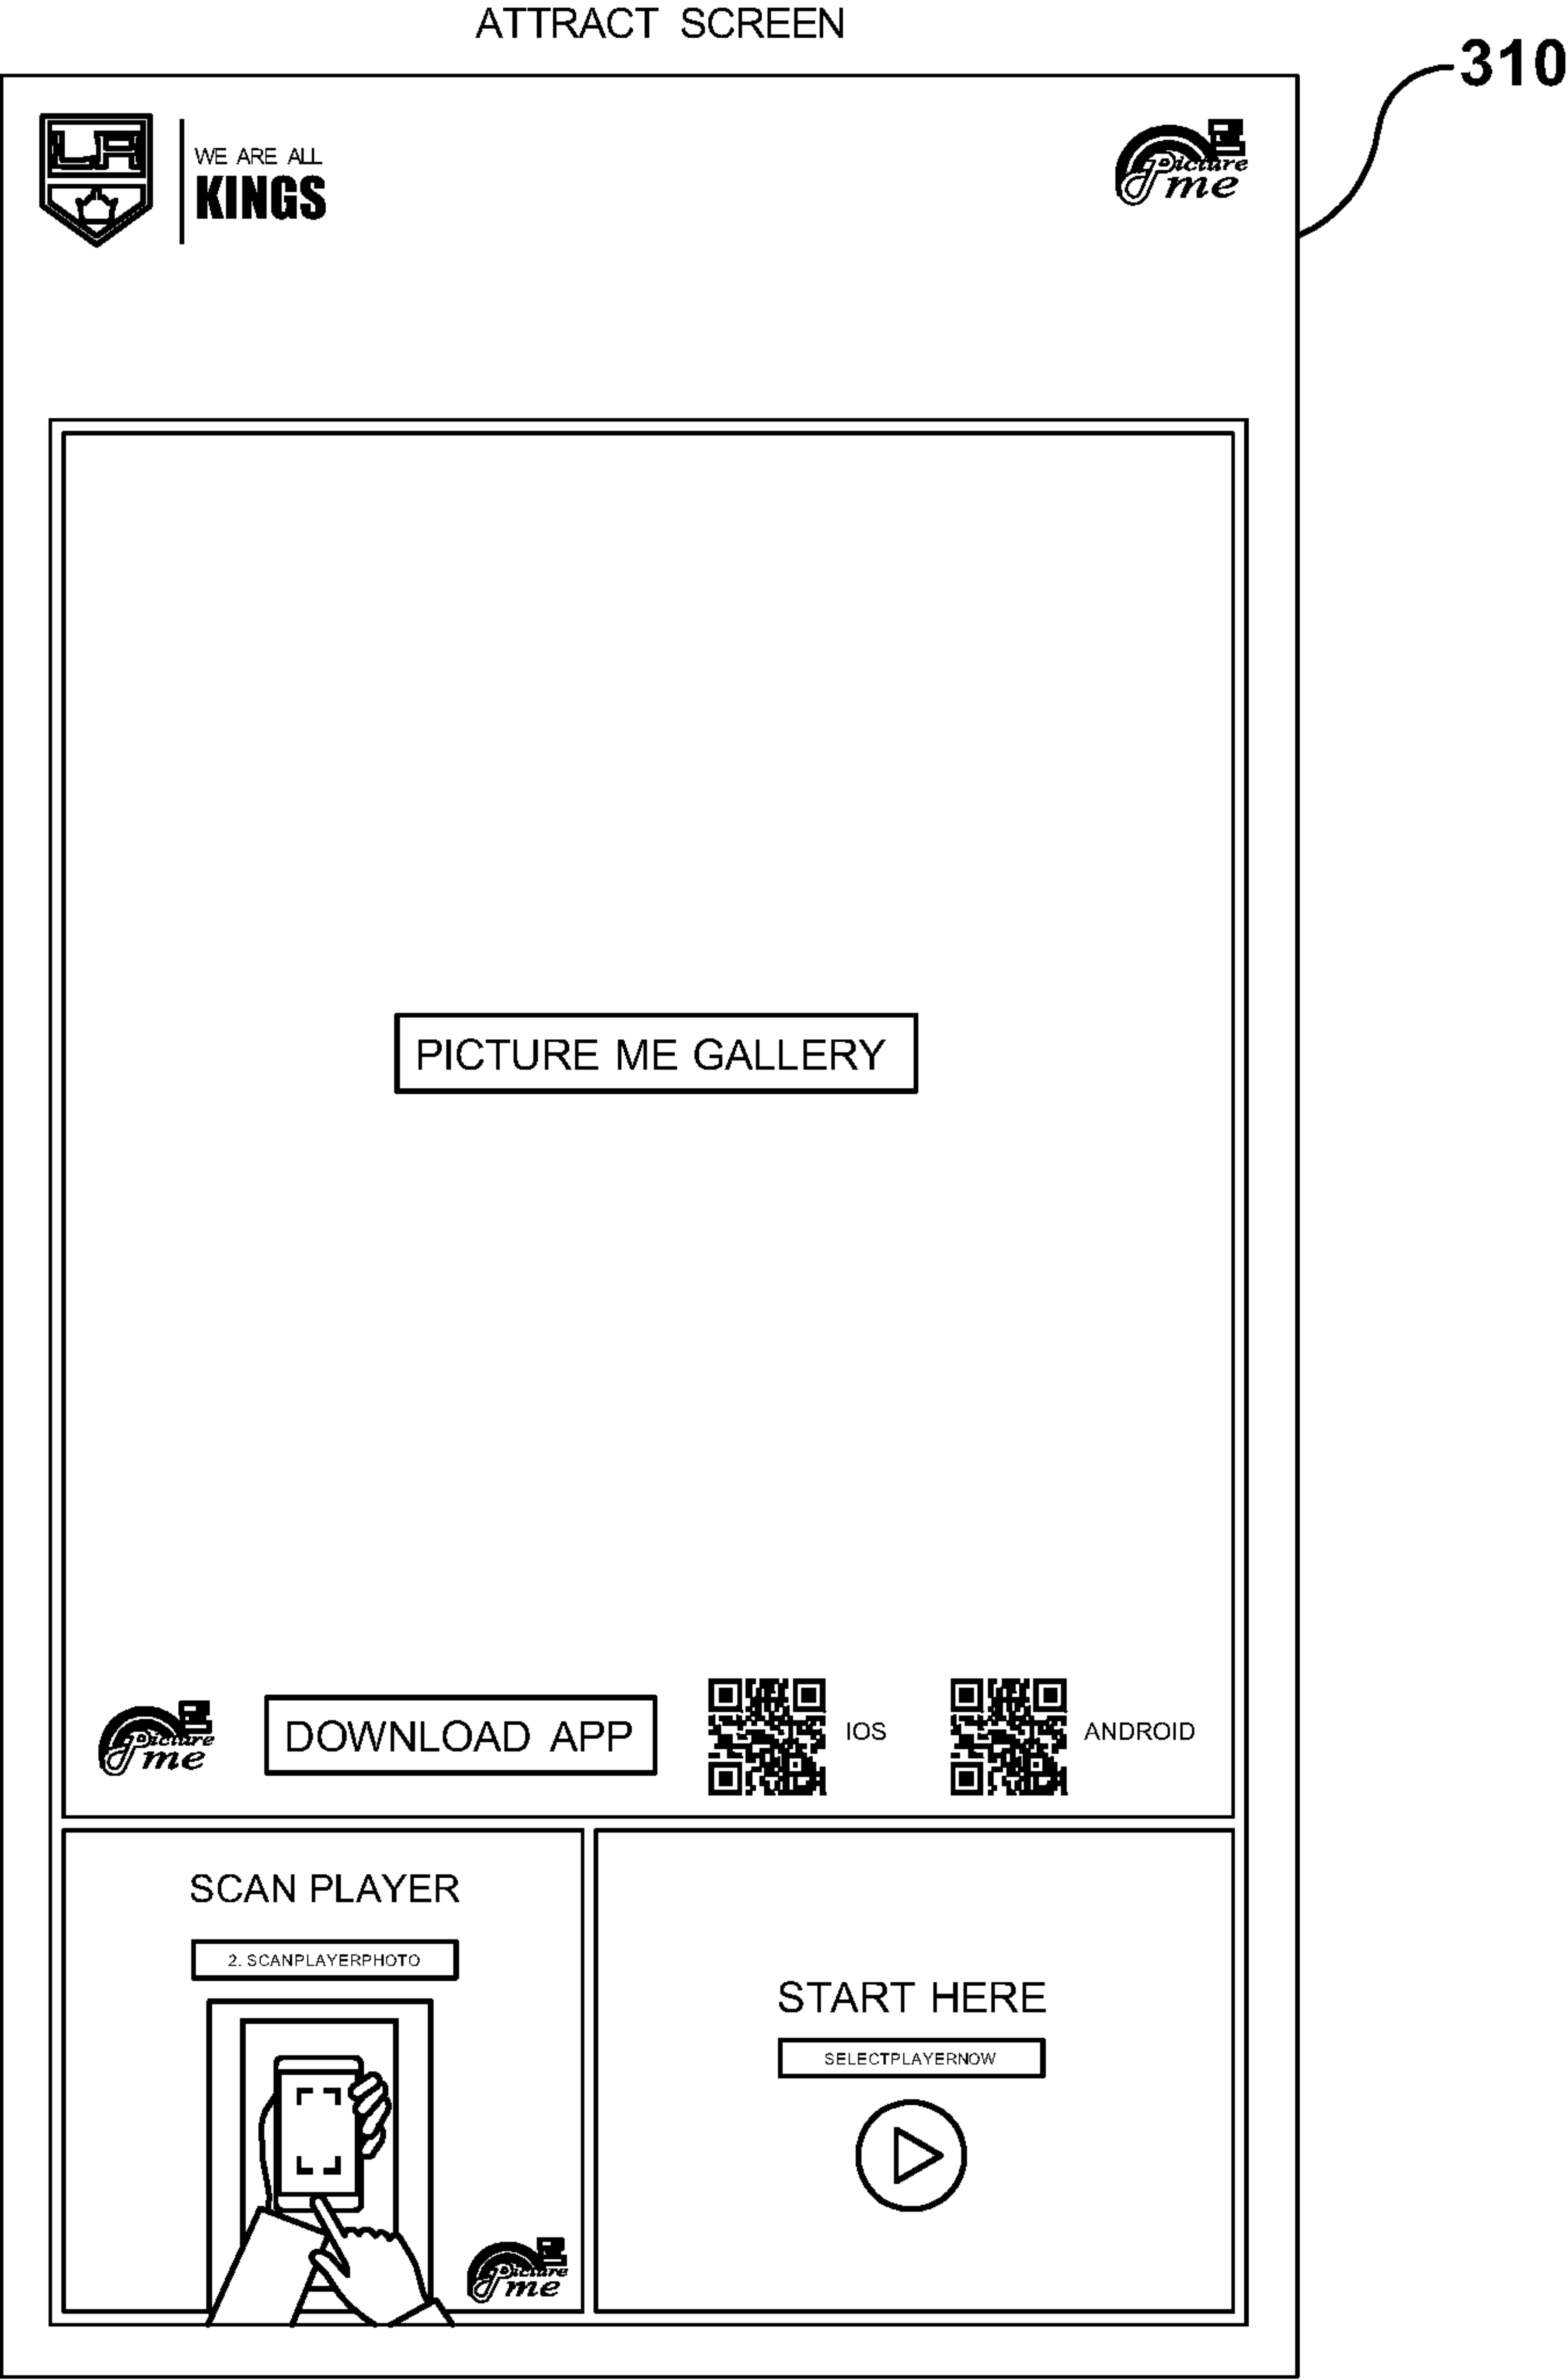 ATTRACT SCREEN
310
LA
WE ARE ALL
KINGS
Picture
me
PICTURE ME GALLERY
Picture
me
DOWNLOAD APP
IOS
ANDROID
SCAN PLAYER
2. SCANPLAYERPHOTO
Picture
me
START HERE
SELECTPLAYERNOW